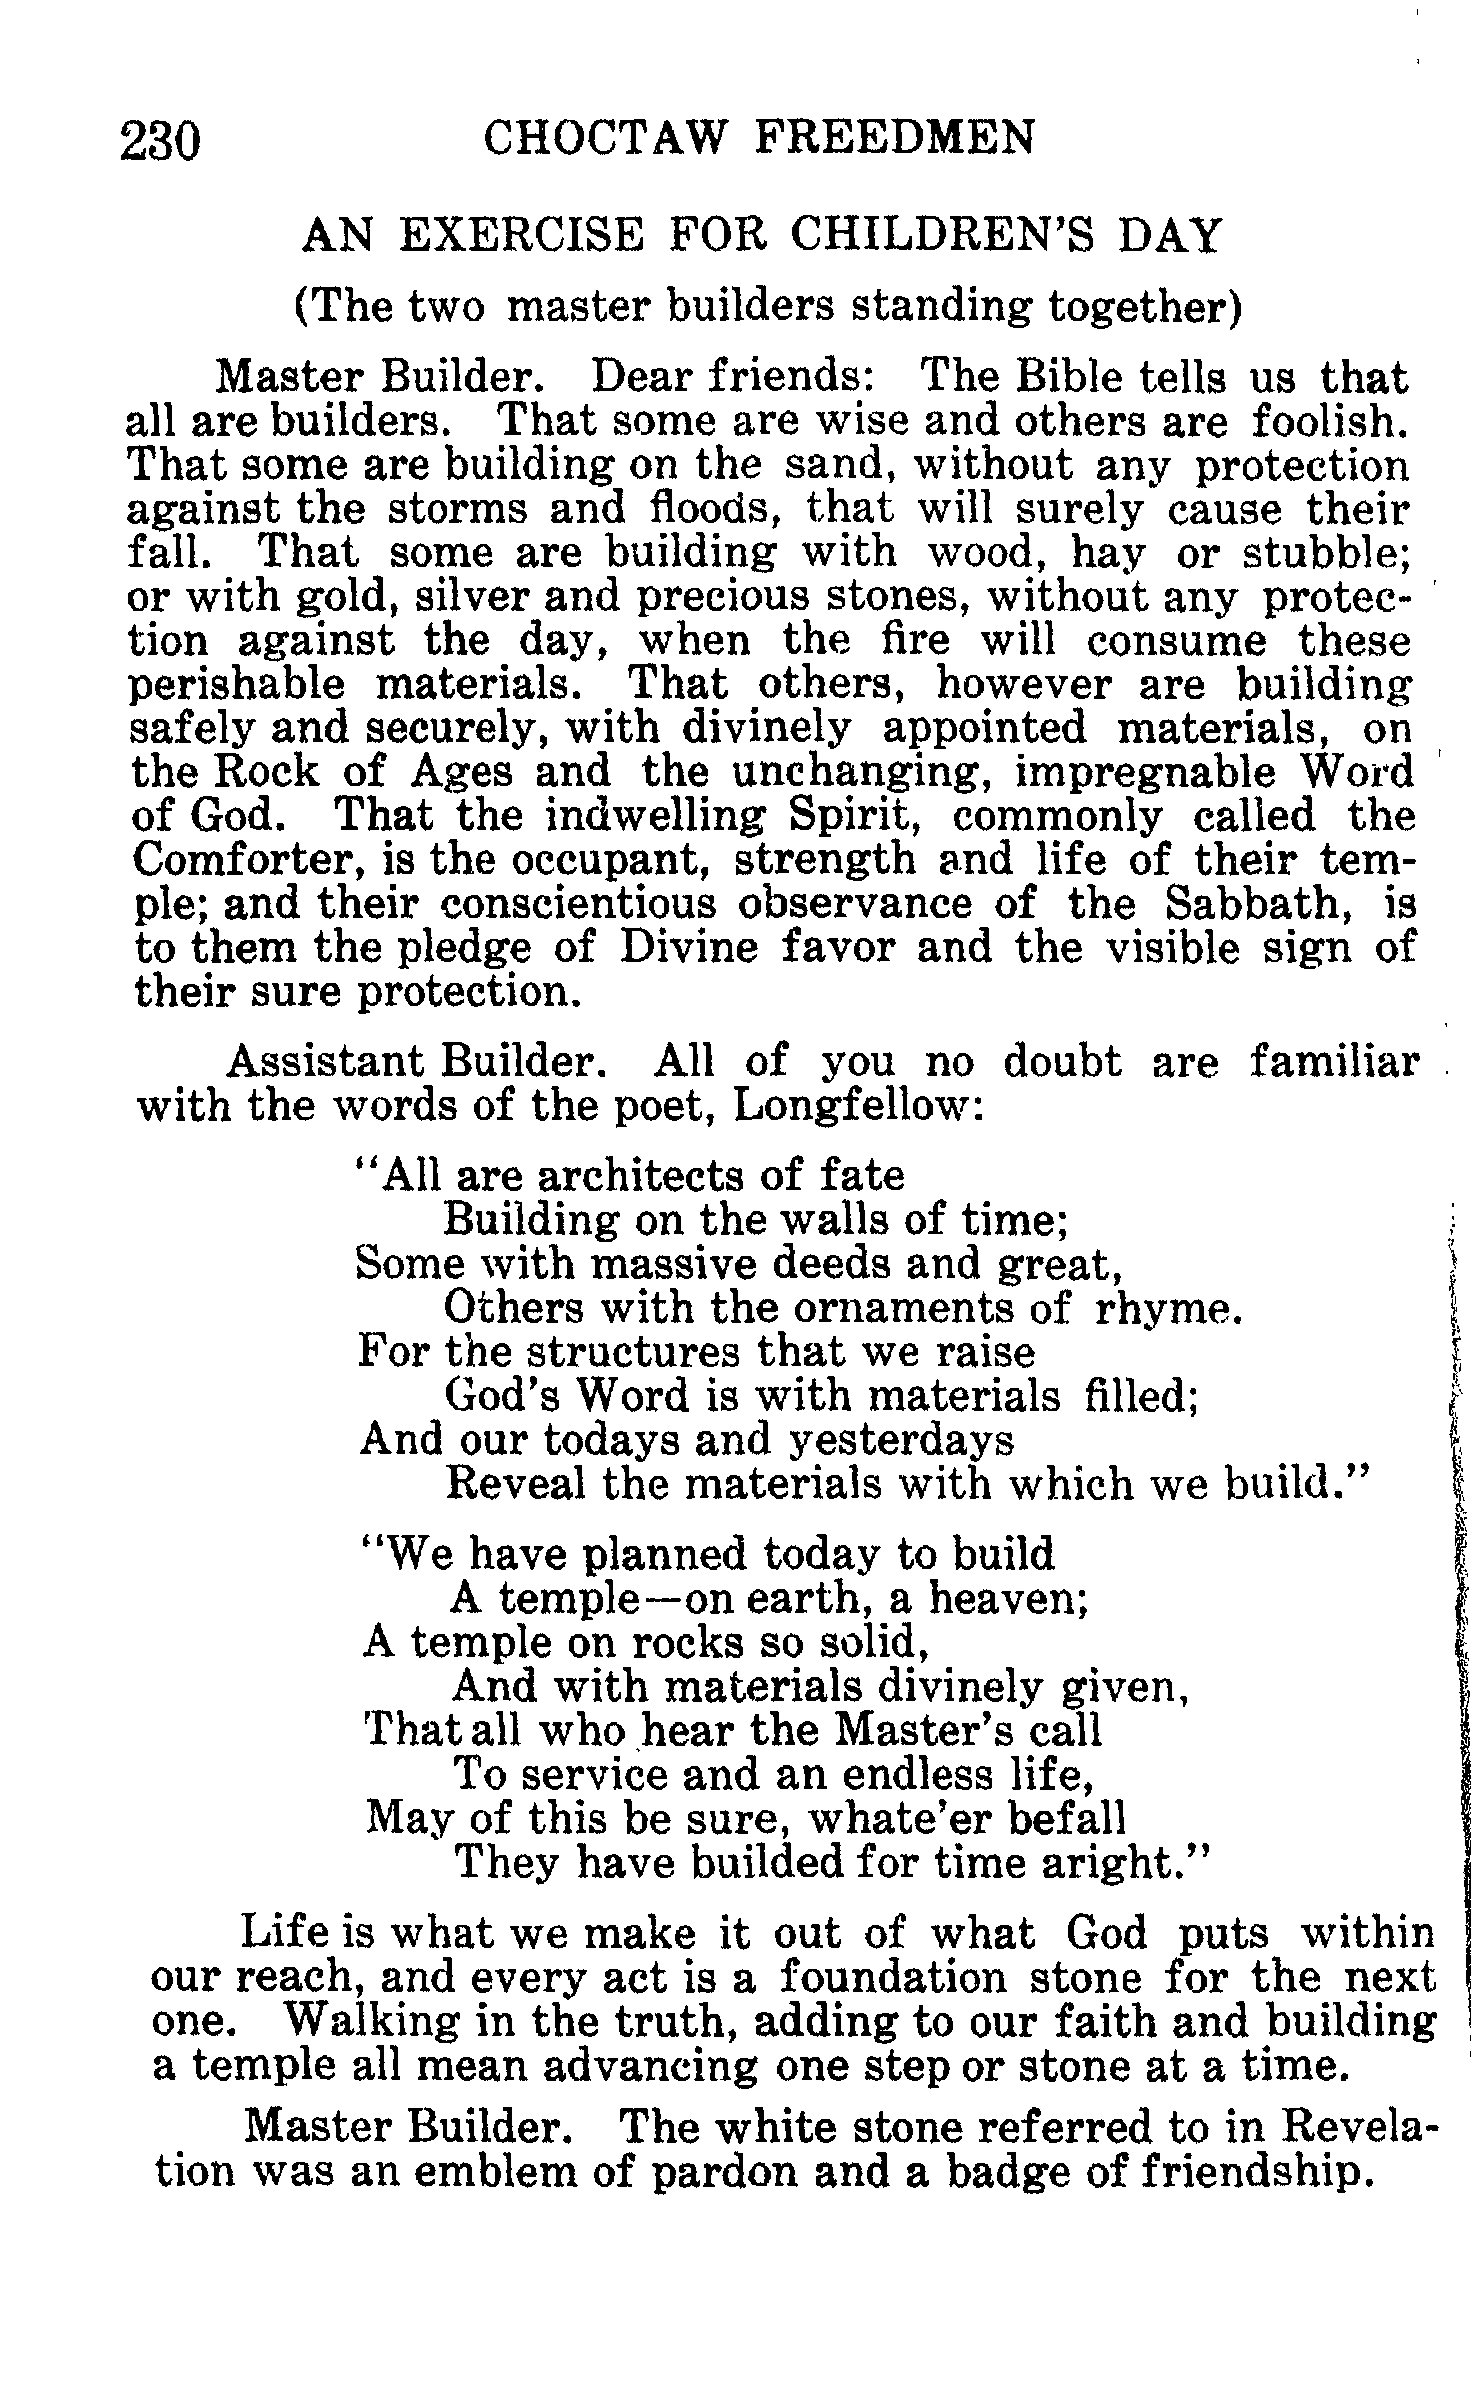 230 CHOCTAW FREEDMEN
AN EXERCISE FOR CHILDREN'S DAY
(The two master builders standing together)
Master Builder. Dear friends: The Bible tells us that
all are builders. That some are wise and others are foolish.
That some are building on the sand, without any protection
against the storms and floods, that will surely cause their
fall. That some are building with wood, hay or stubble;
or with gold, silver and precious stones, without any protec-
tion against the day, when the fire will consume these
perishable materials. That others, however are building
safely and securely, with divinely appointed materials, on
the Rock of Ages and the unchanging, impregnable Word
of God. That the indwelling Spirit, commonly called the
Comforter, is the occupant, strength and life of their tem-
ple; and their conscientious observance of the Sabbath, is
to them the pledge of Divine favor and the visible sign of
their sure protection.
Assistant Builder. All of you no doubt are familiar
with the words of the poet, Longfellow:
"All are architects of fate
Building on the walls of time;
Some with massive deeds and great,
Others with the ornaments of rhyme.
For the structures that we raise
God's Word is with materials filled;
And our todays and yesterdays
Reveal the materials with which we build."
"We have planned today to build
A temple—on earth, a heaven;
A temple on rocks so solid,
And with materials divinely given,
That all who hear the Master's call
To service and an endless life,
May of this be sure, whate'er befall
They have builded for time aright."
Life is what we make it out of what God puts within
our reach, and every act is a foundation stone for the next
one. Walking in the truth, adding to our faith and building
a temple all mean advancing one step or stone at a time.
Master Builder. The white stone referred to in Revela-
tion was an emblem of pardon and a badge of friendship.